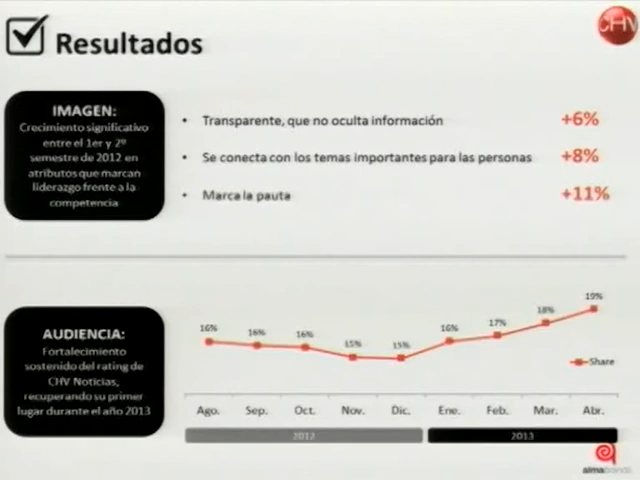 Resultados
CHV
IMAGEN:
Crecimiento significativo
entre el 1er y 2º
semestre de 2012 en
atributos que marcan
liderazgo frente a la
competencia
• Transparente, que no oculta información +6%
• Se conecta con los temas importantes para las personas +8%
• Marca la pauta +11%
AUDIENCIA:
Fortalecimiento
sostenido del rating de
CHV Noticias,
recuperando su primer
lugar durante el año 2013
16% 16% 16% 15% 15% 16% 17% 18% 19%
Share
Ago. Sep. Oct. Nov. Dic. Ene. Feb. Mar. Abr.
2012 2013
almabrands